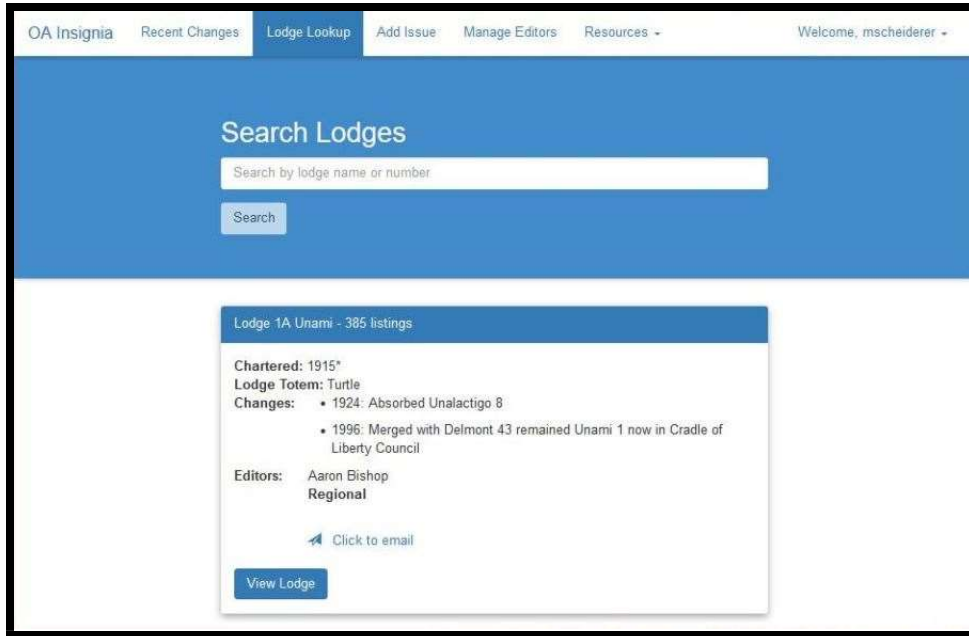 OA Insignia Recent Changes Lodge Lookup Add Issue Manage Editors Resources Welcome, mscheiderer
Search Lodges
Search by lodge name or number
Search
Lodge 1A Unami - 385 listings
Chartered: 1915*
Lodge Totem: Turtle
Changes: • 1924: Absorbed Unalactigo 8
• 1996: Merged with Delmont 43 remained Unami 1 now in Cradle of
Liberty Council
Editors: Aaron Bishop
Regional
Click to email
View Lodge